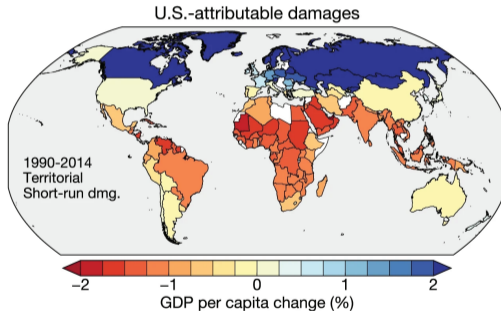 U.S.-attributable damages
1990-2014
Territorial
Short-run dmg.
−2 −1 0 1 2
GDP per capita change (%)